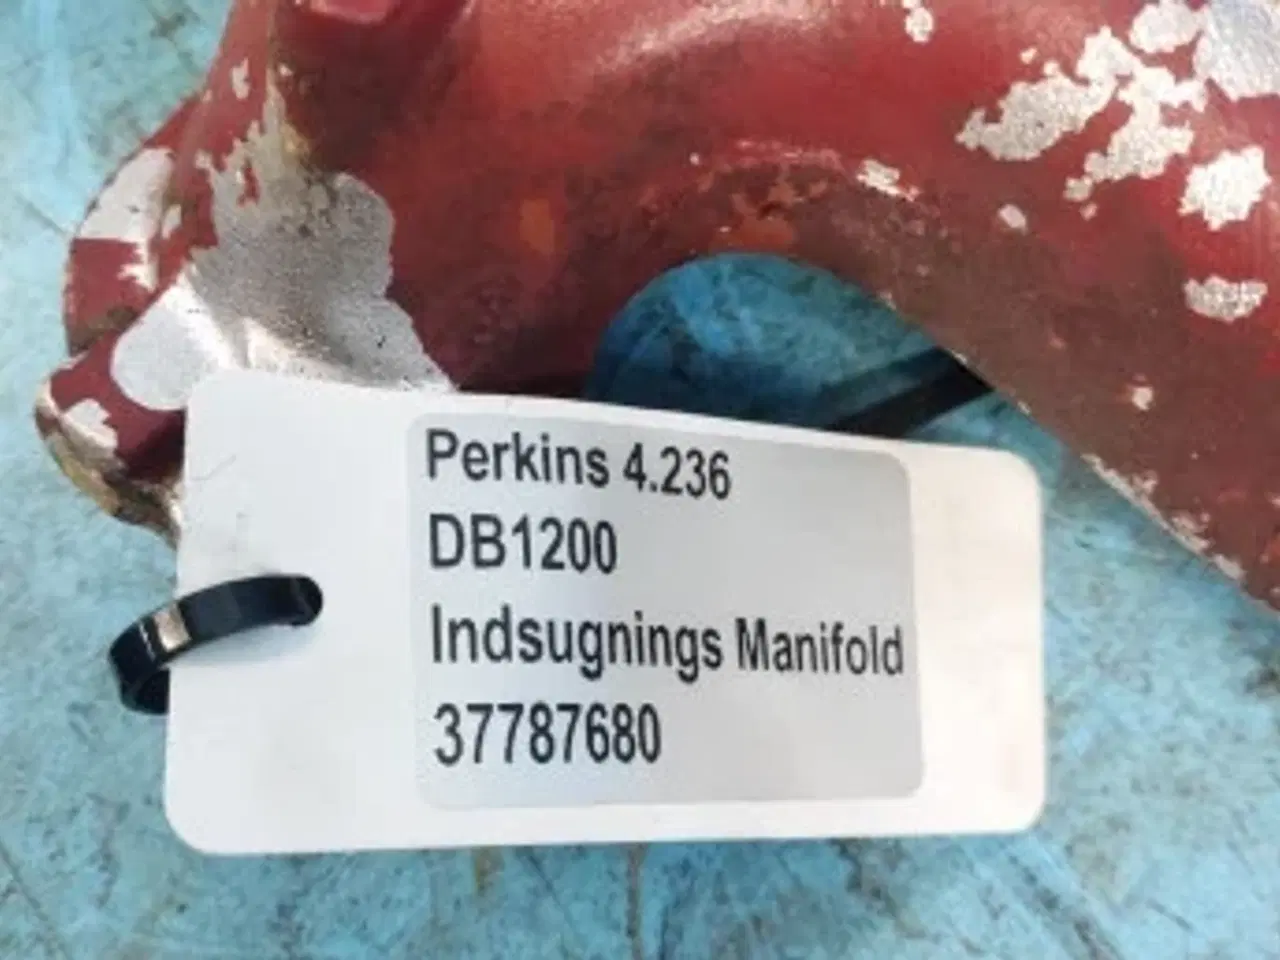 Perkins 4.236
DB1200
Indsugnings Manifold
37787680